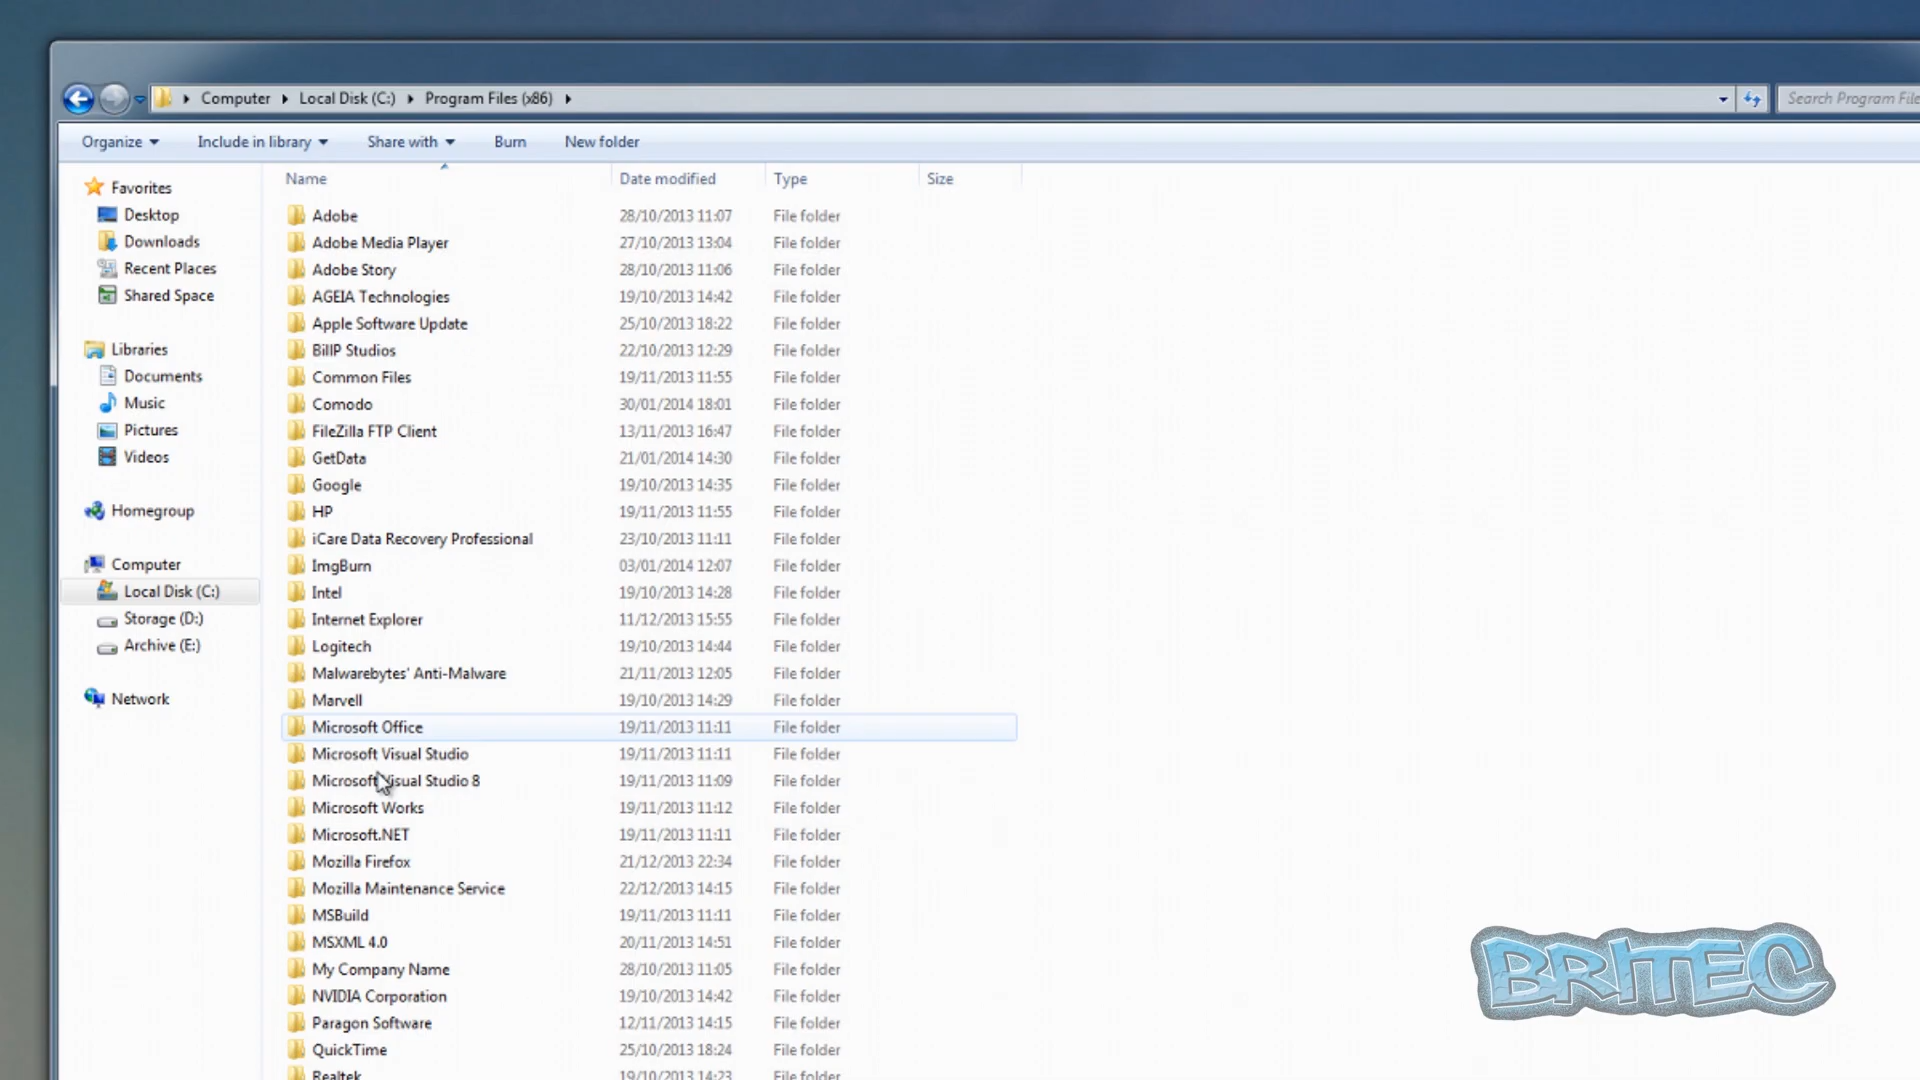 Computer Local Disk (C:) Program Files (x86) Search Program File
Organize Include in library Share with Burn New folder
Name Date modified Type Size
Favorites
Desktop
Downloads
Recent Places
Shared Space
Libraries
Documents
Music
Pictures
Videos
Homegroup
Computer
Local Disk (C:)
Storage (D:)
Archive (E:)
Network
Adobe 28/10/2013 11:07 File folder
Adobe Media Player 27/10/2013 13:04 File folder
Adobe Story 28/10/2013 11:06 File folder
AGEIA Technologies 19/10/2013 14:42 File folder
Apple Software Update 25/10/2013 18:22 File folder
BillP Studios 22/10/2013 12:29 File folder
Common Files 19/11/2013 11:55 File folder
Comodo 30/01/2014 18:01 File folder
FileZilla FTP Client 13/11/2013 16:47 File folder
GetData 21/01/2014 14:30 File folder
Google 19/10/2013 14:35 File folder
HP 19/11/2013 11:55 File folder
iCare Data Recovery Professional 23/10/2013 11:11 File folder
ImgBurn 03/01/2014 12:07 File folder
Intel 19/10/2013 14:28 File folder
Internet Explorer 11/12/2013 15:55 File folder
Logitech 19/10/2013 14:44 File folder
Malwarebytes' Anti-Malware 21/11/2013 12:05 File folder
Marvell 19/10/2013 14:29 File folder
Microsoft Office 19/11/2013 11:11 File folder
Microsoft Visual Studio 19/11/2013 11:11 File folder
Microsoft Visual Studio 8 19/11/2013 11:09 File folder
Microsoft Works 19/11/2013 11:12 File folder
Microsoft.NET 19/11/2013 11:11 File folder
Mozilla Firefox 21/12/2013 22:34 File folder
Mozilla Maintenance Service 22/12/2013 14:15 File folder
MSBuild 19/11/2013 11:11 File folder
MSXML 4.0 20/11/2013 14:51 File folder
My Company Name 28/10/2013 11:05 File folder
NVIDIA Corporation 19/10/2013 14:42 File folder
Paragon Software 12/11/2013 14:15 File folder
QuickTime 25/10/2013 18:24 File folder
Realtek 19/10/2013 14:23 File folder
BRITEC